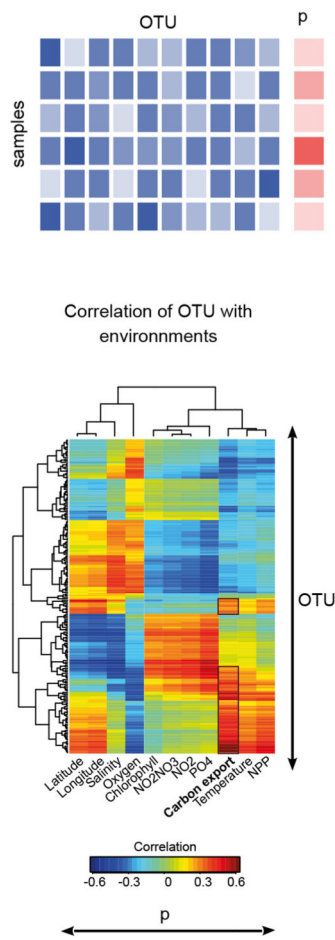 OTU
p
samples
Correlation of OTU with
environnments
OTU
Latitude
Longitude
Salinity
Oxygen
Chlorophyll
NO2NO3
NO2
PO4
Carbon export
Temperature
NPP
Correlation
-0.6 -0.3 0 0.3 0.6
p